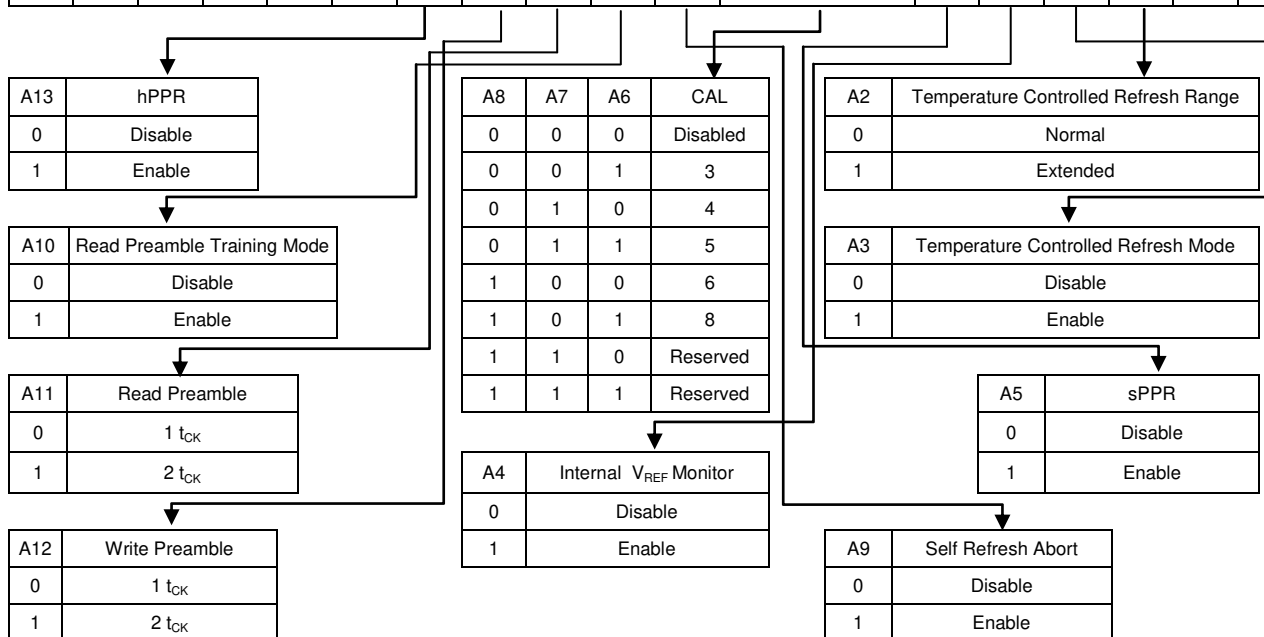 A13 hPPR
0 Disable
1 Enable
A10 Read Preamble Training Mode
0 Disable
1 Enable
A11 Read Preamble
0 1 tCK
1 2 tCK
A12 Write Preamble
0 1 tCK
1 2 tCK
A8 A7 A6 CAL
0 0 0 Disabled
0 0 1 3
0 1 0 4
0 1 1 5
1 0 0 6
1 0 1 8
1 1 0 Reserved
1 1 1 Reserved
A4 Internal VREF Monitor
0 Disable
1 Enable
A2 Temperature Controlled Refresh Range
0 Normal
1 Extended
A3 Temperature Controlled Refresh Mode
0 Disable
1 Enable
A5 sPPR
0 Disable
1 Enable
A9 Self Refresh Abort
0 Disable
1 Enable